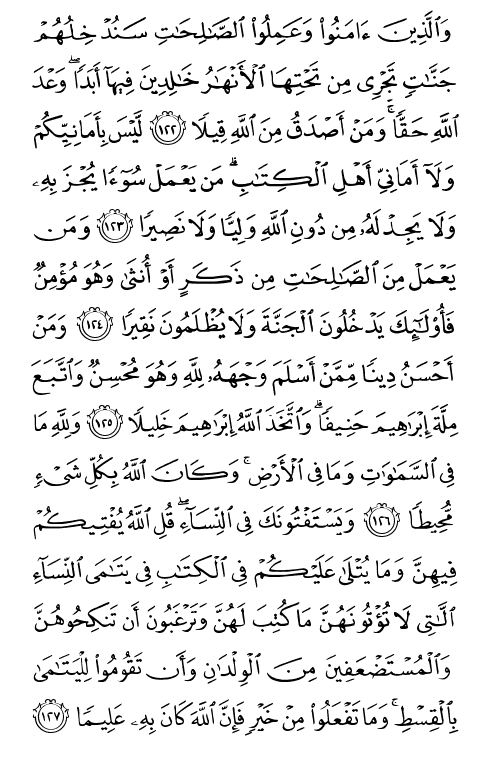 وَٱلَّذِينَ ءَامَنُوا۟ وَعَمِلُوا۟ ٱلصَّـٰلِحَـٰتِ سَنُدْخِلُهُمْ
جَنَّـٰتٍ تَجْرِى مِن تَحْتِهَا ٱلْأَنْهَـٰرُ خَـٰلِدِينَ فِيهَآ أَبَدًا ۖ وَعْدَ
ٱللَّهِ حَقًّا ۚ وَمَنْ أَصْدَقُ مِنَ ٱللَّهِ قِيلًا ١٢٢ لَّيْسَ بِأَمَانِيِّكُمْ
وَلَآ أَمَانِىِّ أَهْلِ ٱلْكِتَـٰبِ ۗ مَن يَعْمَلْ سُوٓءًا يُجْزَ بِهِۦ
وَلَا يَجِدْ لَهُۥ مِن دُونِ ٱللَّهِ وَلِيًّا وَلَا نَصِيرًا ١٢٣ وَمَن
يَعْمَلْ مِنَ ٱلصَّـٰلِحَـٰتِ مِن ذَكَرٍ أَوْ أُنثَىٰ وَهُوَ مُؤْمِنٌ
فَأُو۟لَـٰٓئِكَ يَدْخُلُونَ ٱلْجَنَّةَ وَلَا يُظْلَمُونَ نَقِيرًا ١٢٤ وَمَنْ
أَحْسَنُ دِينًا مِّمَّنْ أَسْلَمَ وَجْهَهُۥ لِلَّهِ وَهُوَ مُحْسِنٌ وَٱتَّبَعَ
مِلَّةَ إِبْرَٰهِيمَ حَنِيفًا ۗ وَٱتَّخَذَ ٱللَّهُ إِبْرَٰهِيمَ خَلِيلًا ١٢٥ وَلِلَّهِ مَا
فِى ٱلسَّمَـٰوَٰتِ وَمَا فِى ٱلْأَرْضِ ۚ وَكَانَ ٱللَّهُ بِكُلِّ شَىْءٍ
مُّحِيطًا ١٢٦ وَيَسْتَفْتُونَكَ فِى ٱلنِّسَآءِ ۖ قُلِ ٱللَّهُ يُفْتِيكُمْ
فِيهِنَّ وَمَا يُتْلَىٰ عَلَيْكُمْ فِى ٱلْكِتَـٰبِ فِى يَتَـٰمَى ٱلنِّسَآءِ
ٱلَّـٰتِى لَا تُؤْتُونَهُنَّ مَا كُتِبَ لَهُنَّ وَتَرْغَبُونَ أَن تَنكِحُوهُنَّ
وَٱلْمُسْتَضْعَفِينَ مِنَ ٱلْوِلْدَٰنِ وَأَن تَقُومُوا۟ لِلْيَتَـٰمَىٰ
بِٱلْقِسْطِ ۚ وَمَا تَفْعَلُوا۟ مِنْ خَيْرٍ فَإِنَّ ٱللَّهَ كَانَ بِهِۦ عَلِيمًا ١٢٧